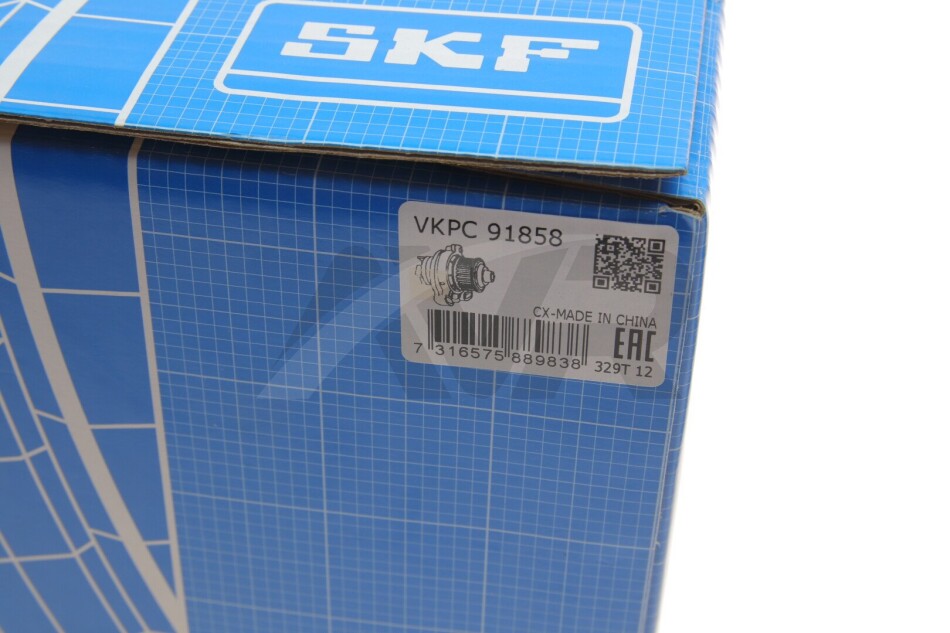 SKF
VKPC 91858
CX-MADE IN CHINA
EAC
7 316575 889838
329T 12